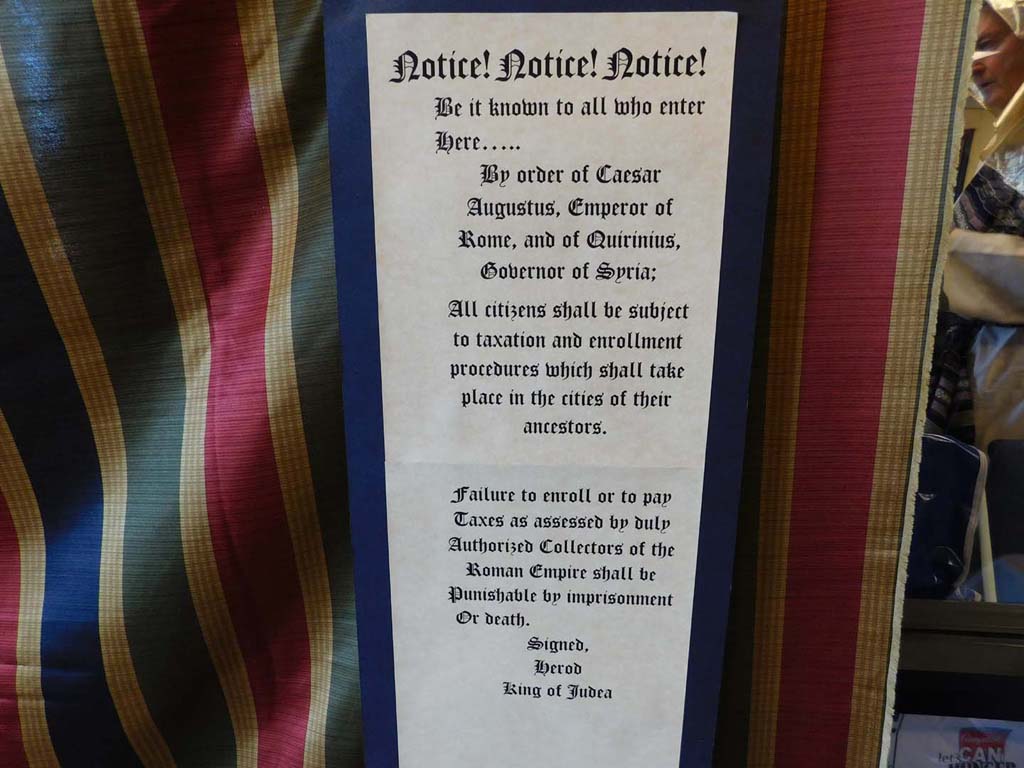 Notice! Notice! Notice!
Be it known to all who enter
Here.....
By order of Caesar
Augustus, Emperor of
Rome, and of Quirinius,
Governor of Syria;
All citizens shall be subject
to taxation and enrollment
procedures which shall take
place in the cities of their
ancestors.
Failure to enroll or to pay
Taxes as assessed by duly
Authorized Collectors of the
Roman Empire shall be
Punishable by imprisonment
Or death.
Signed,
Herod
King of Judea
let's CAN
HUNGER